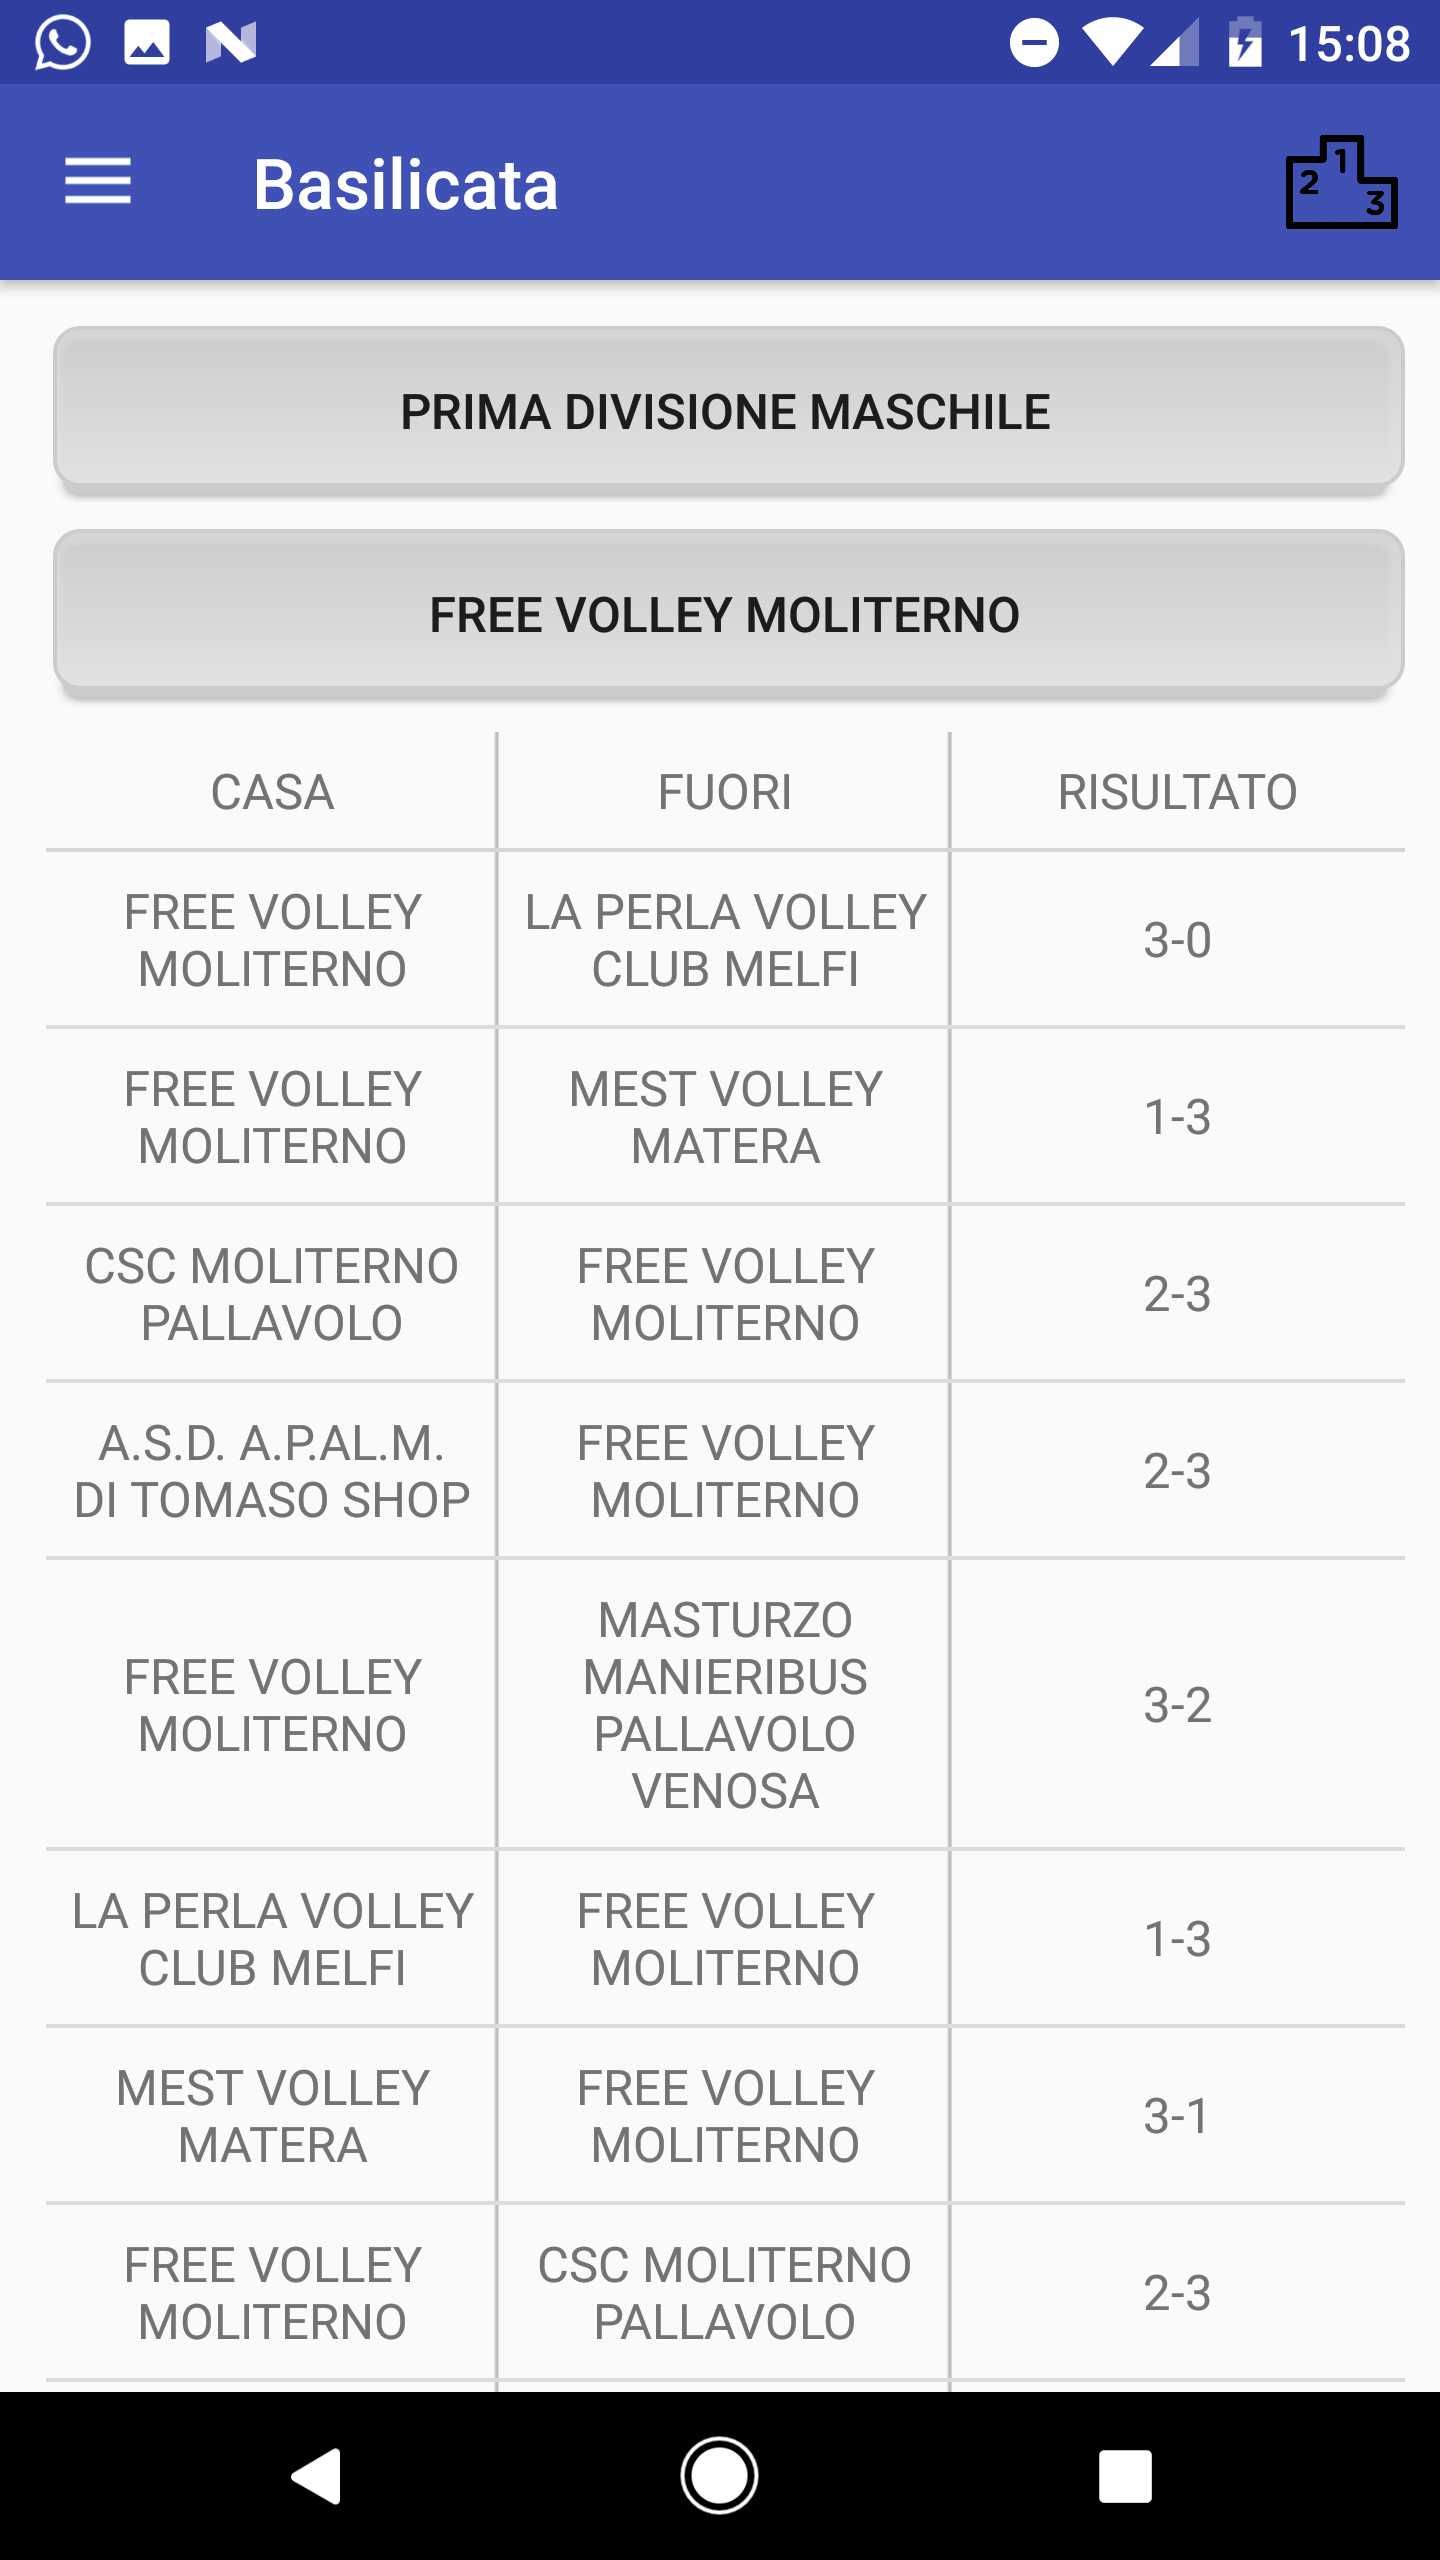 15:08
Basilicata
2 1 3
PRIMA DIVISIONE MASCHILE
FREE VOLLEY MOLITERNO
CASA FUORI RISULTATO
FREE VOLLEY
MOLITERNO
LA PERLA VOLLEY
CLUB MELFI
3-0
FREE VOLLEY
MOLITERNO
MEST VOLLEY
MATERA
1-3
CSC MOLITERNO
PALLAVOLO
FREE VOLLEY
MOLITERNO
2-3
A.S.D. A.P.AL.M.
DI TOMASO SHOP
FREE VOLLEY
MOLITERNO
2-3
FREE VOLLEY
MOLITERNO
MASTURZO
MANIERIBUS
PALLAVOLO
VENOSA
3-2
LA PERLA VOLLEY
CLUB MELFI
FREE VOLLEY
MOLITERNO
1-3
MEST VOLLEY
MATERA
FREE VOLLEY
MOLITERNO
3-1
FREE VOLLEY
MOLITERNO
CSC MOLITERNO
PALLAVOLO
2-3